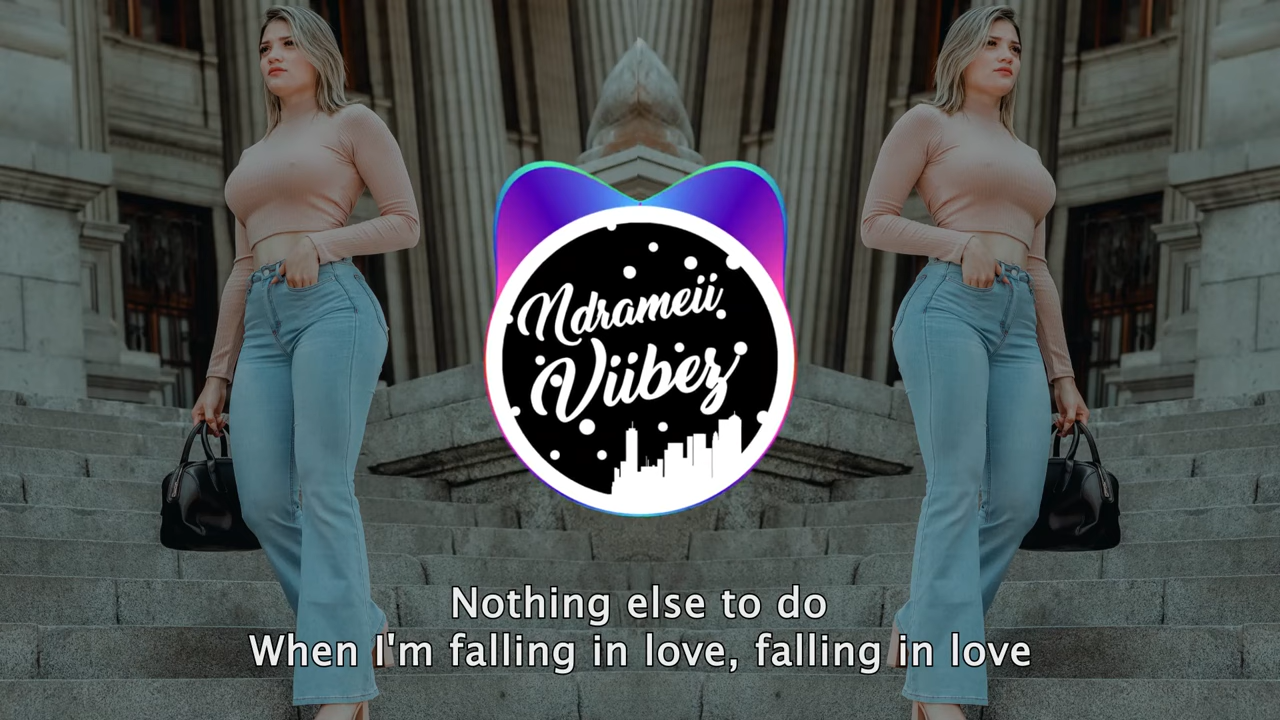 Ndrameii
Viibez
Nothing else to do
When I'm falling in love, falling in love